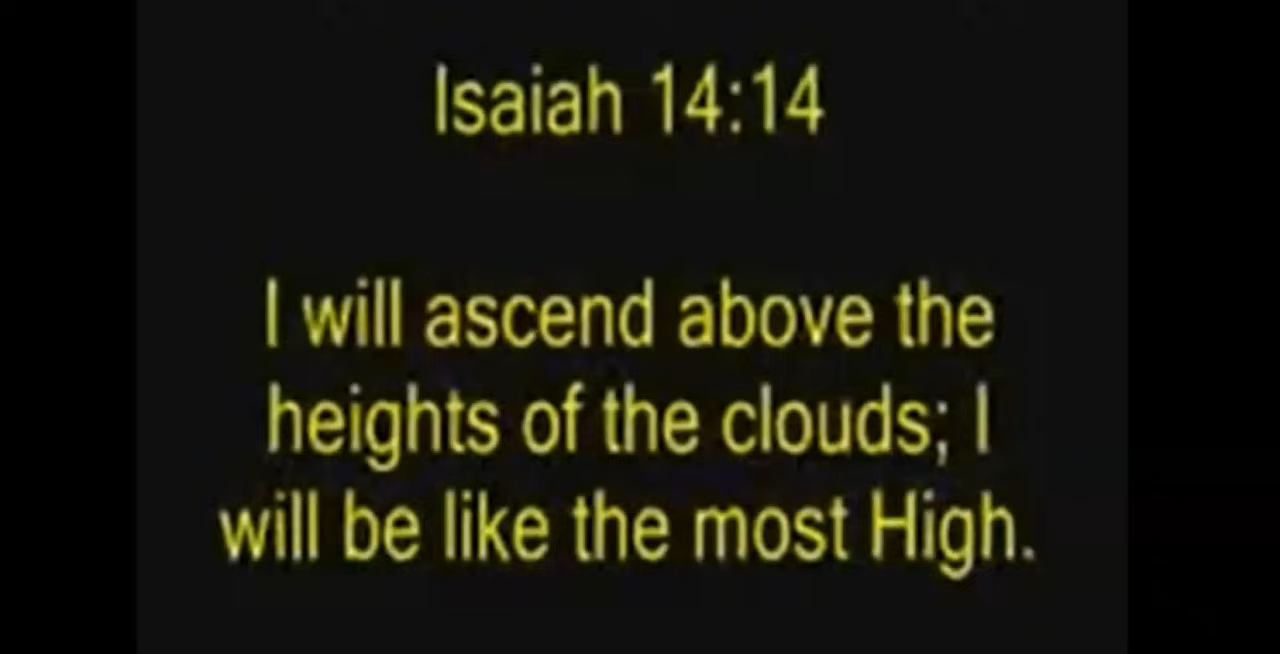 Isaiah 14:14
I will ascend above the
heights of the clouds; I
will be like the most High.